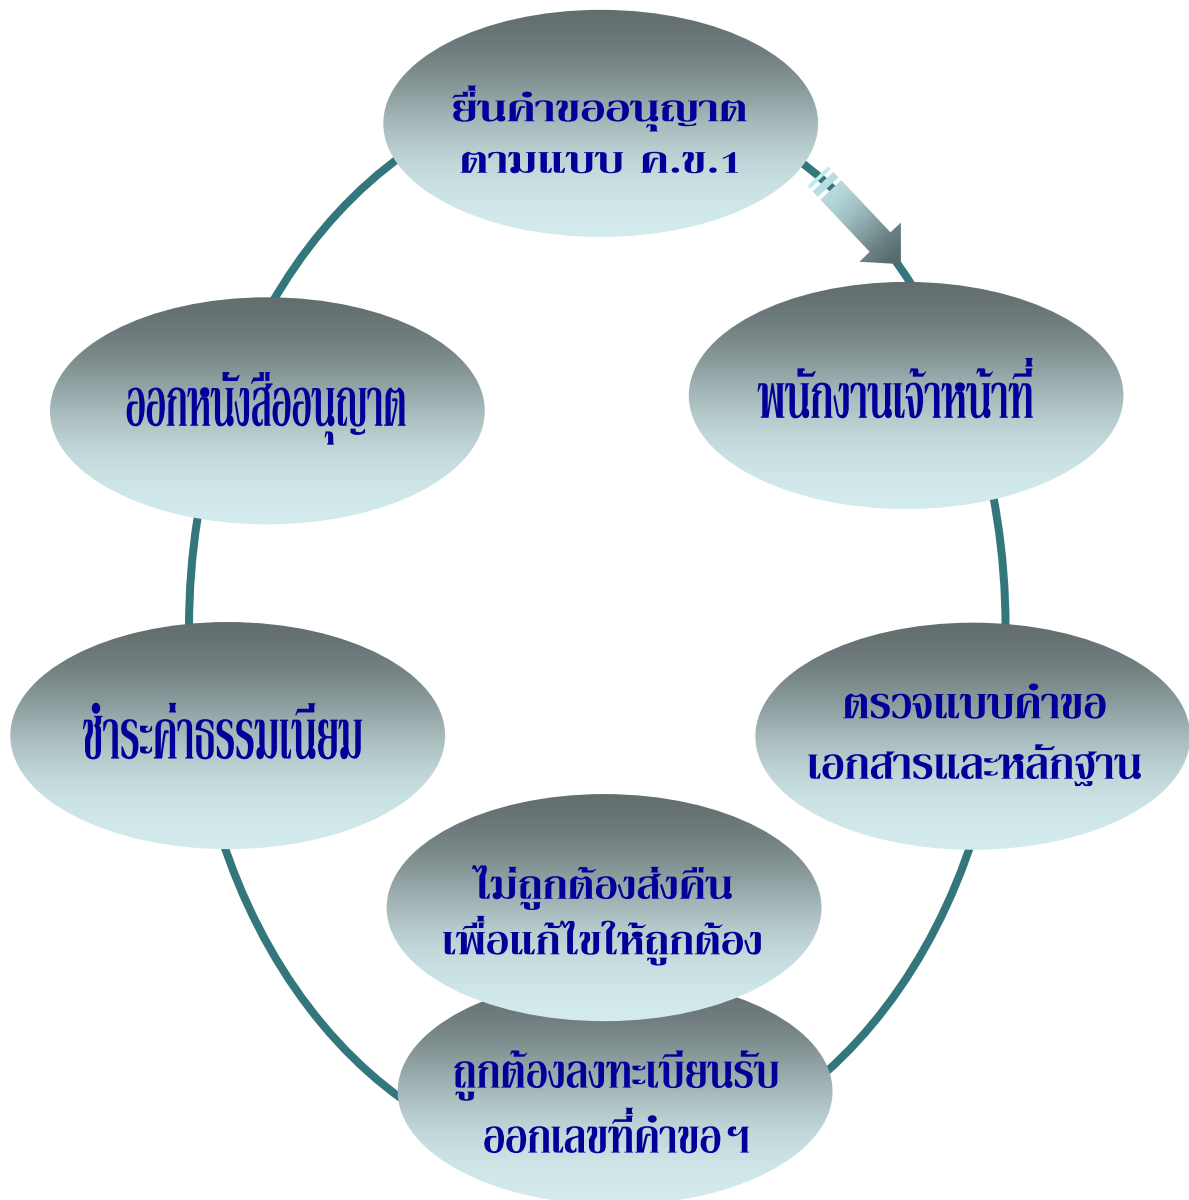 ยื่นคำขออนุญาต
ตามแบบ ค.ข.1
พนักงานเจ้าหน้าที่
ตรวจแบบคำขอ
เอกสารและหลักฐาน
ไม่ถูกต้องส่งคืน
เพื่อแก้ไขให้ถูกต้อง
ถูกต้องลงทะเบียนรับ
ออกเลขที่คำขอฯ
ชำระค่าธรรมเนียม
ออกหนังสืออนุญาต